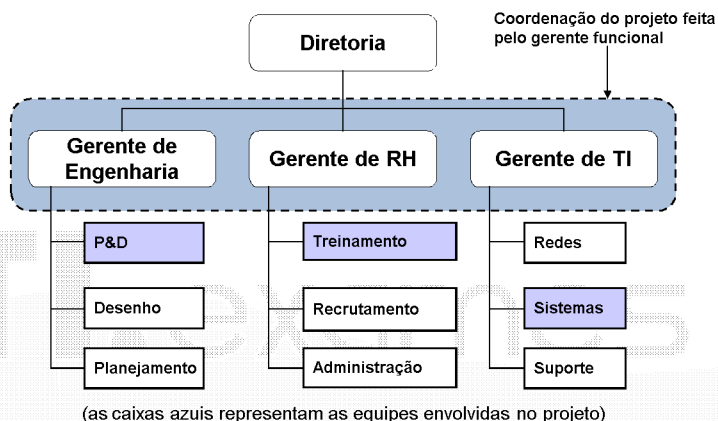 Coordenação do projeto feita
pelo gerente funcional
Diretoria
Gerente de
Engenharia
Gerente de RH
Gerente de TI
P&D
Treinamento
Redes
Desenho
Recrutamento
Sistemas
Planejamento
Administração
Suporte
exames
(as caixas azuis representam as equipes envolvidas no projeto)